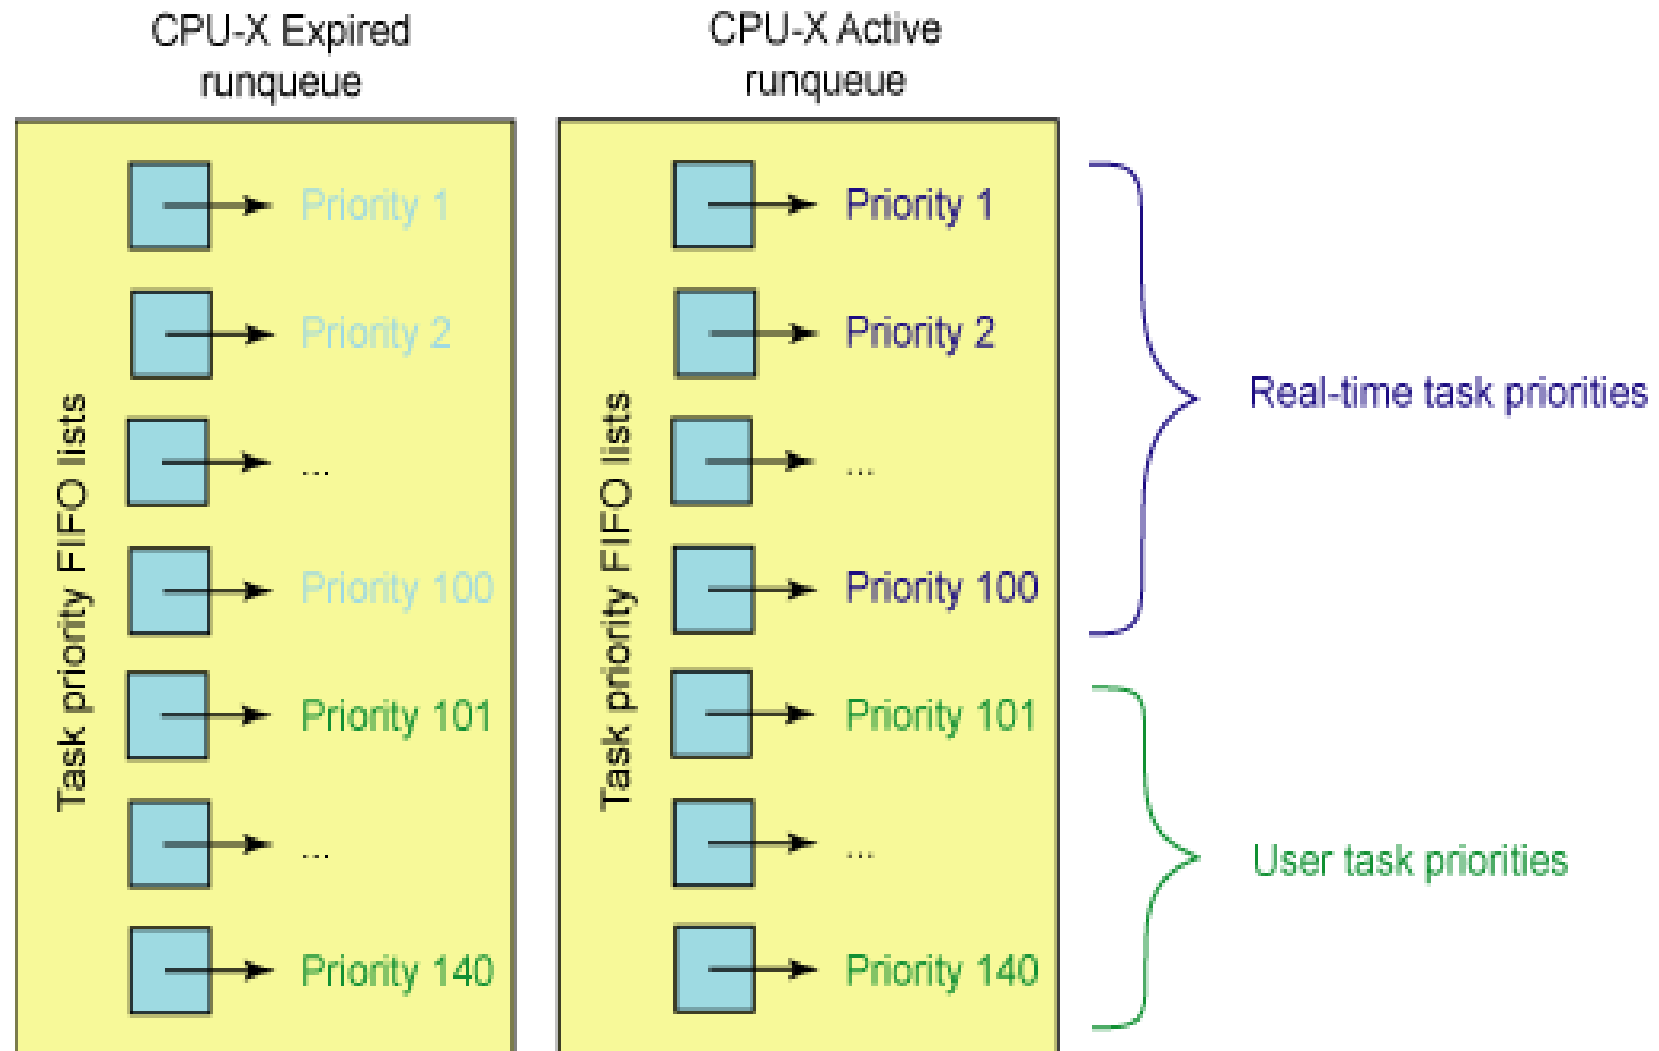 CPU-X Expired
runqueue
Task priority FIFO lists
Priority 1
Priority 2
...
Priority 100
Priority 101
...
Priority 140
CPU-X Active
runqueue
Task priority FIFO lists
Priority 1
Priority 2
...
Priority 100
Priority 101
...
Priority 140
Real-time task priorities
User task priorities